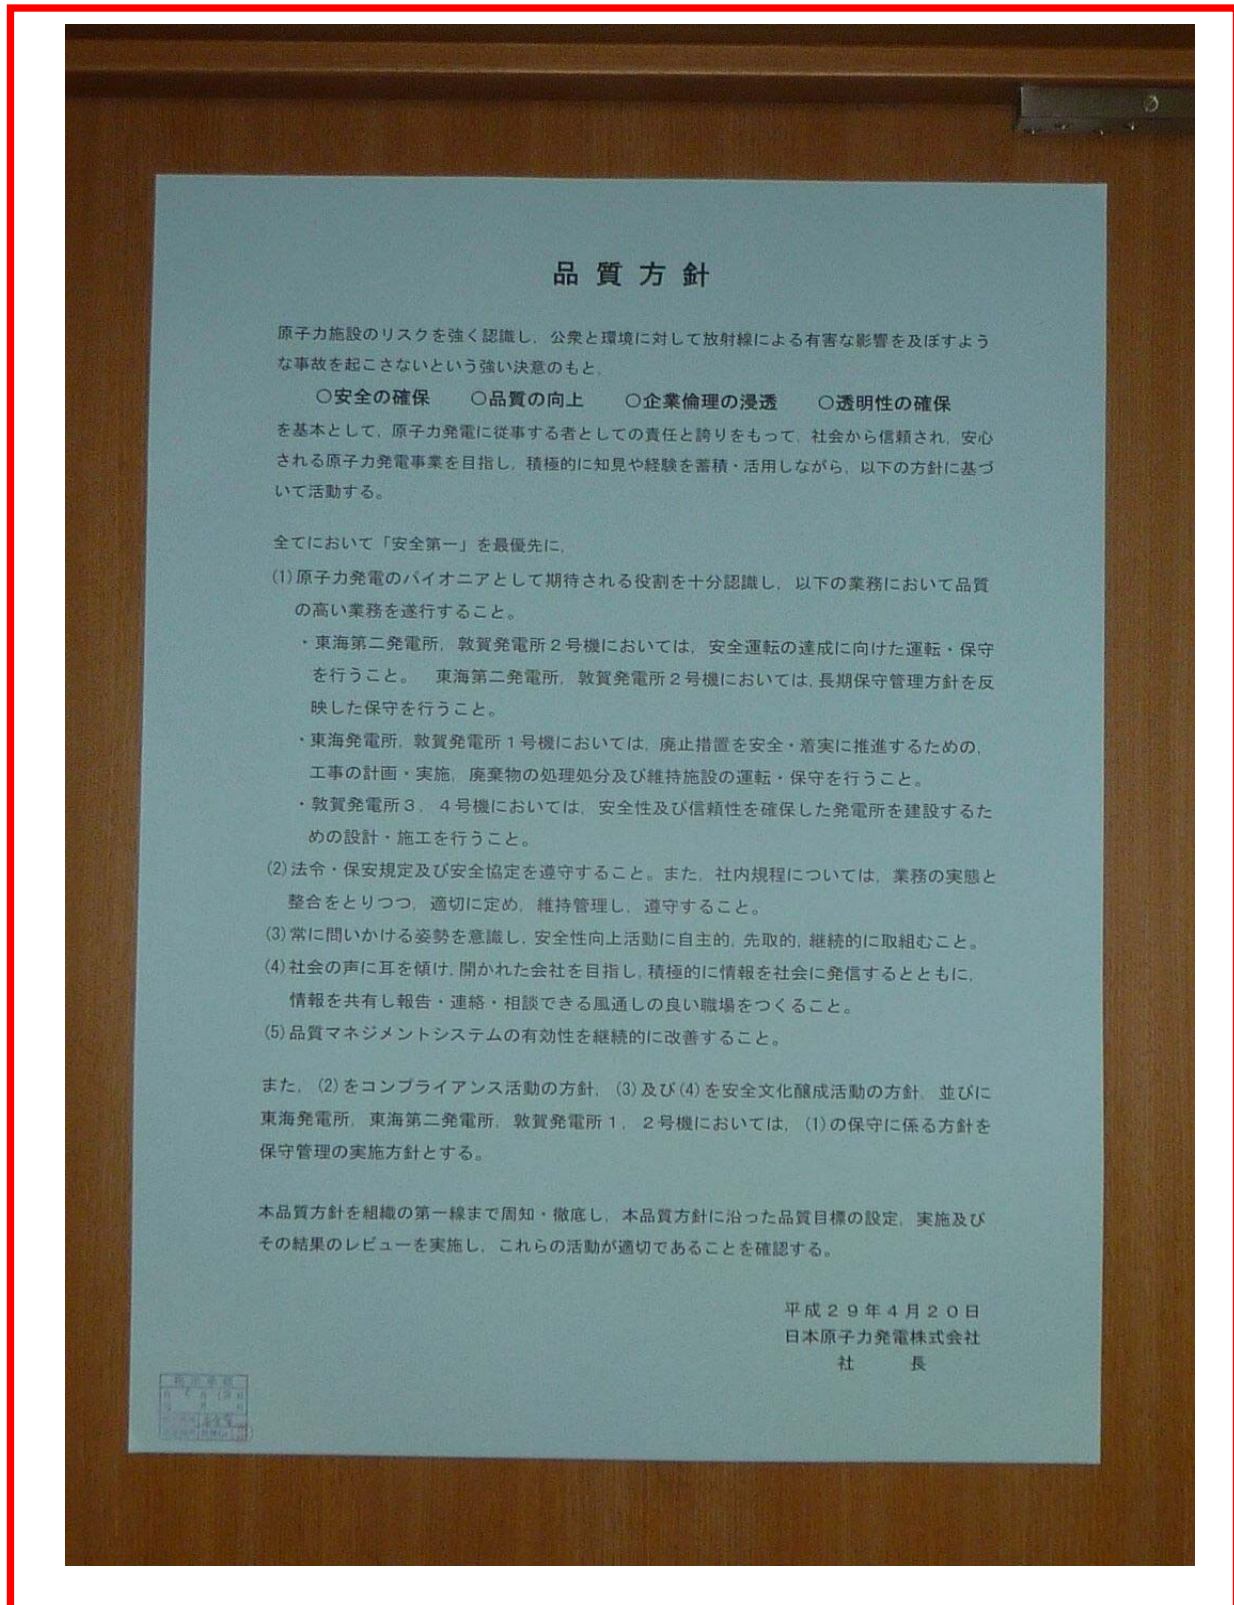 品質方針
原子力施設のリスクを強く認識し，公衆と環境に対して放射線による有害な影響を及ぼすよう
な事故を起こさないという強い決意のもと，
○安全の確保　○品質の向上　○企業倫理の浸透　○透明性の確保
を基本として，原子力発電に従事する者としての責任と誇りをもって，社会から信頼され，安心
される原子力発電事業を目指し，積極的に知見や経験を蓄積・活用しながら，以下の方針に基づ
いて活動する。
全てにおいて「安全第一」を最優先に，
(1)原子力発電のパイオニアとして期待される役割を十分認識し，以下の業務において品質
の高い業務を遂行すること。
・東海第二発電所，敦賀発電所２号機においては，安全運転の達成に向けた運転・保守
を行うこと。　東海第二発電所，敦賀発電所２号機においては，長期保守管理方針を反
映した保守を行うこと。
・東海発電所，敦賀発電所１号機においては，廃止措置を安全・着実に推進するための，
工事の計画・実施，廃棄物の処理処分及び維持施設の運転・保守を行うこと。
・敦賀発電所３，４号機においては，安全性及び信頼性を確保した発電所を建設するた
めの設計・施工を行うこと。
(2)法令・保安規定及び安全協定を遵守すること。また，社内規程については，業務の実態と
整合をとりつつ，適切に定め，維持管理し，遵守すること。
(3)常に問いかける姿勢を意識し，安全性向上活動に自主的，先取的，継続的に取組むこと。
(4)社会の声に耳を傾け，開かれた会社を目指し，積極的に情報を社会に発信するとともに，
情報を共有し報告・連絡・相談できる風通しの良い職場をつくること。
(5)品質マネジメントシステムの有効性を継続的に改善すること。
また，(2)をコンプライアンス活動の方針，(3)及び(4)を安全文化醸成活動の方針，並びに
東海発電所，東海第二発電所，敦賀発電所１，２号機においては，(1)の保守に係る方針を
保守管理の実施方針とする。
本品質方針を組織の第一線まで周知・徹底し，本品質方針に沿った品質目標の設定，実施及び
その結果のレビューを実施し，これらの活動が適切であることを確認する。
平成２９年４月２０日
日本原子力発電株式会社
社　長